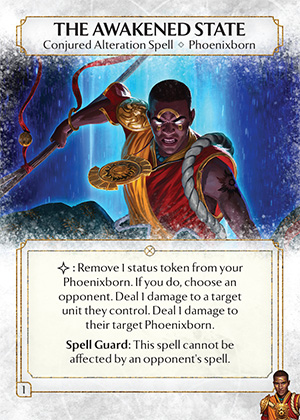 THE AWAKENED STATE
Conjured Alteration Spell ◇ Phoenixborn
: Remove 1 status token from your
Phoenixborn. If you do, choose an
opponent. Deal 1 damage to a target
unit they control. Deal 1 damage to
their target Phoenixborn.
Spell Guard: This spell cannot be
affected by an opponent's spell.
1